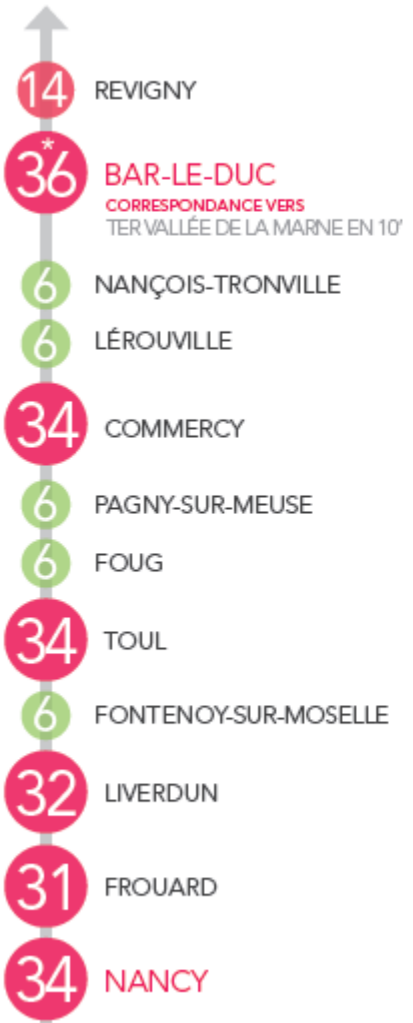 14 REVIGNY
36* BAR-LE-DUC
CORRESPONDANCE VERS
TER VALLÉE DE LA MARNE EN 10'
6 NANÇOIS-TRONVILLE
6 LÉROUVILLE
34 COMMERCY
6 PAGNY-SUR-MEUSE
6 FOUG
34 TOUL
6 FONTENOY-SUR-MOSELLE
32 LIVERDUN
31 FROUARD
34 NANCY